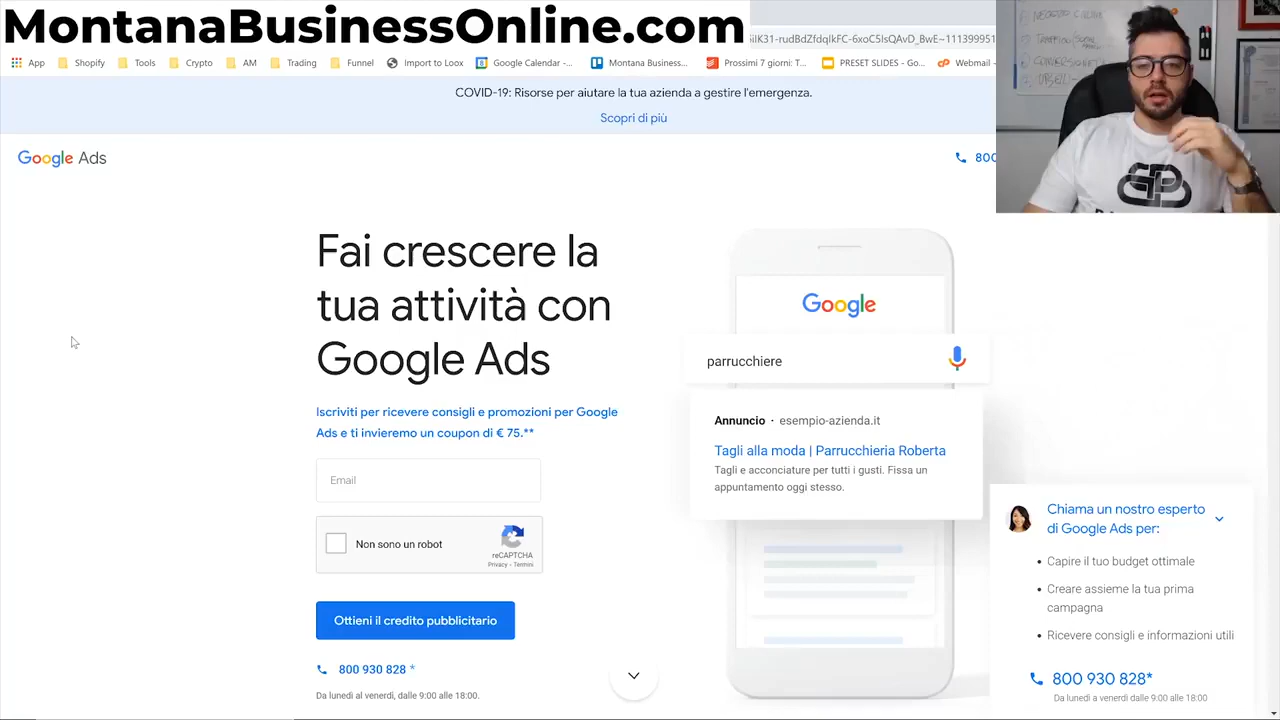 MontanaBusinessOnline.com
App Shopify Tools Crypto AM Trading Funnel Import to Loox Google Calendar -... Montana Business... Prossimi 7 giorni: T... PRESET SLIDES - Go... Webmail -
COVID-19: Risorse per aiutare la tua azienda a gestire l'emergenza.
Scopri di più
Google Ads
800
Fai crescere la
tua attività con
Google Ads
Iscriviti per ricevere consigli e promozioni per Google
Ads e ti invieremo un coupon di € 75.**
Email
Non sono un robot
reCAPTCHA
Privacy - Termini
Ottieni il credito pubblicitario
800 930 828 *
Da lunedì al venerdì, dalle 9:00 alle 18:00.
Google
parrucchiere
Annuncio · esempio-azienda.it
Tagli alla moda | Parrucchieria Roberta
Tagli e acconciature per tutti i gusti. Fissa un
appuntamento oggi stesso.
Chiama un nostro esperto
di Google Ads per:
• Capire il tuo budget ottimale
• Creare assieme la tua prima
campagna
• Ricevere consigli e informazioni utili
800 930 828*
Da lunedì a venerdì dalle 9:00 alle 18:00